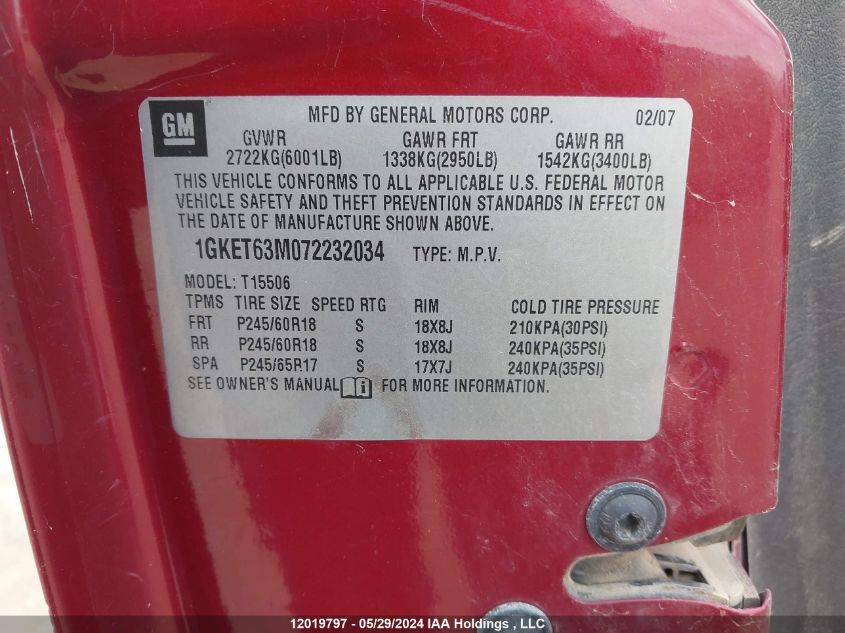 GM
MFD BY GENERAL MOTORS CORP. 02/07
GVWR GAWR FRT GAWR RR
2722KG(6001LB) 1338KG(2950LB) 1542KG(3400LB)
THIS VEHICLE CONFORMS TO ALL APPLICABLE U.S. FEDERAL MOTOR
VEHICLE SAFETY AND THEFT PREVENTION STANDARDS IN EFFECT ON
THE DATE OF MANUFACTURE SHOWN ABOVE.
1GKET63M072232034 TYPE: M.P.V.
MODEL: T15506
TPMS TIRE SIZE SPEED RTG RIM COLD TIRE PRESSURE
FRT P245/60R18 S 18X8J 210KPA(30PSI)
RR P245/60R18 S 18X8J 240KPA(35PSI)
SPA P245/65R17 S 17X7J 240KPA(35PSI)
SEE OWNER'S MANUAL i FOR MORE INFORMATION.
12019797 - 05/29/2024 IAA Holdings, LLC